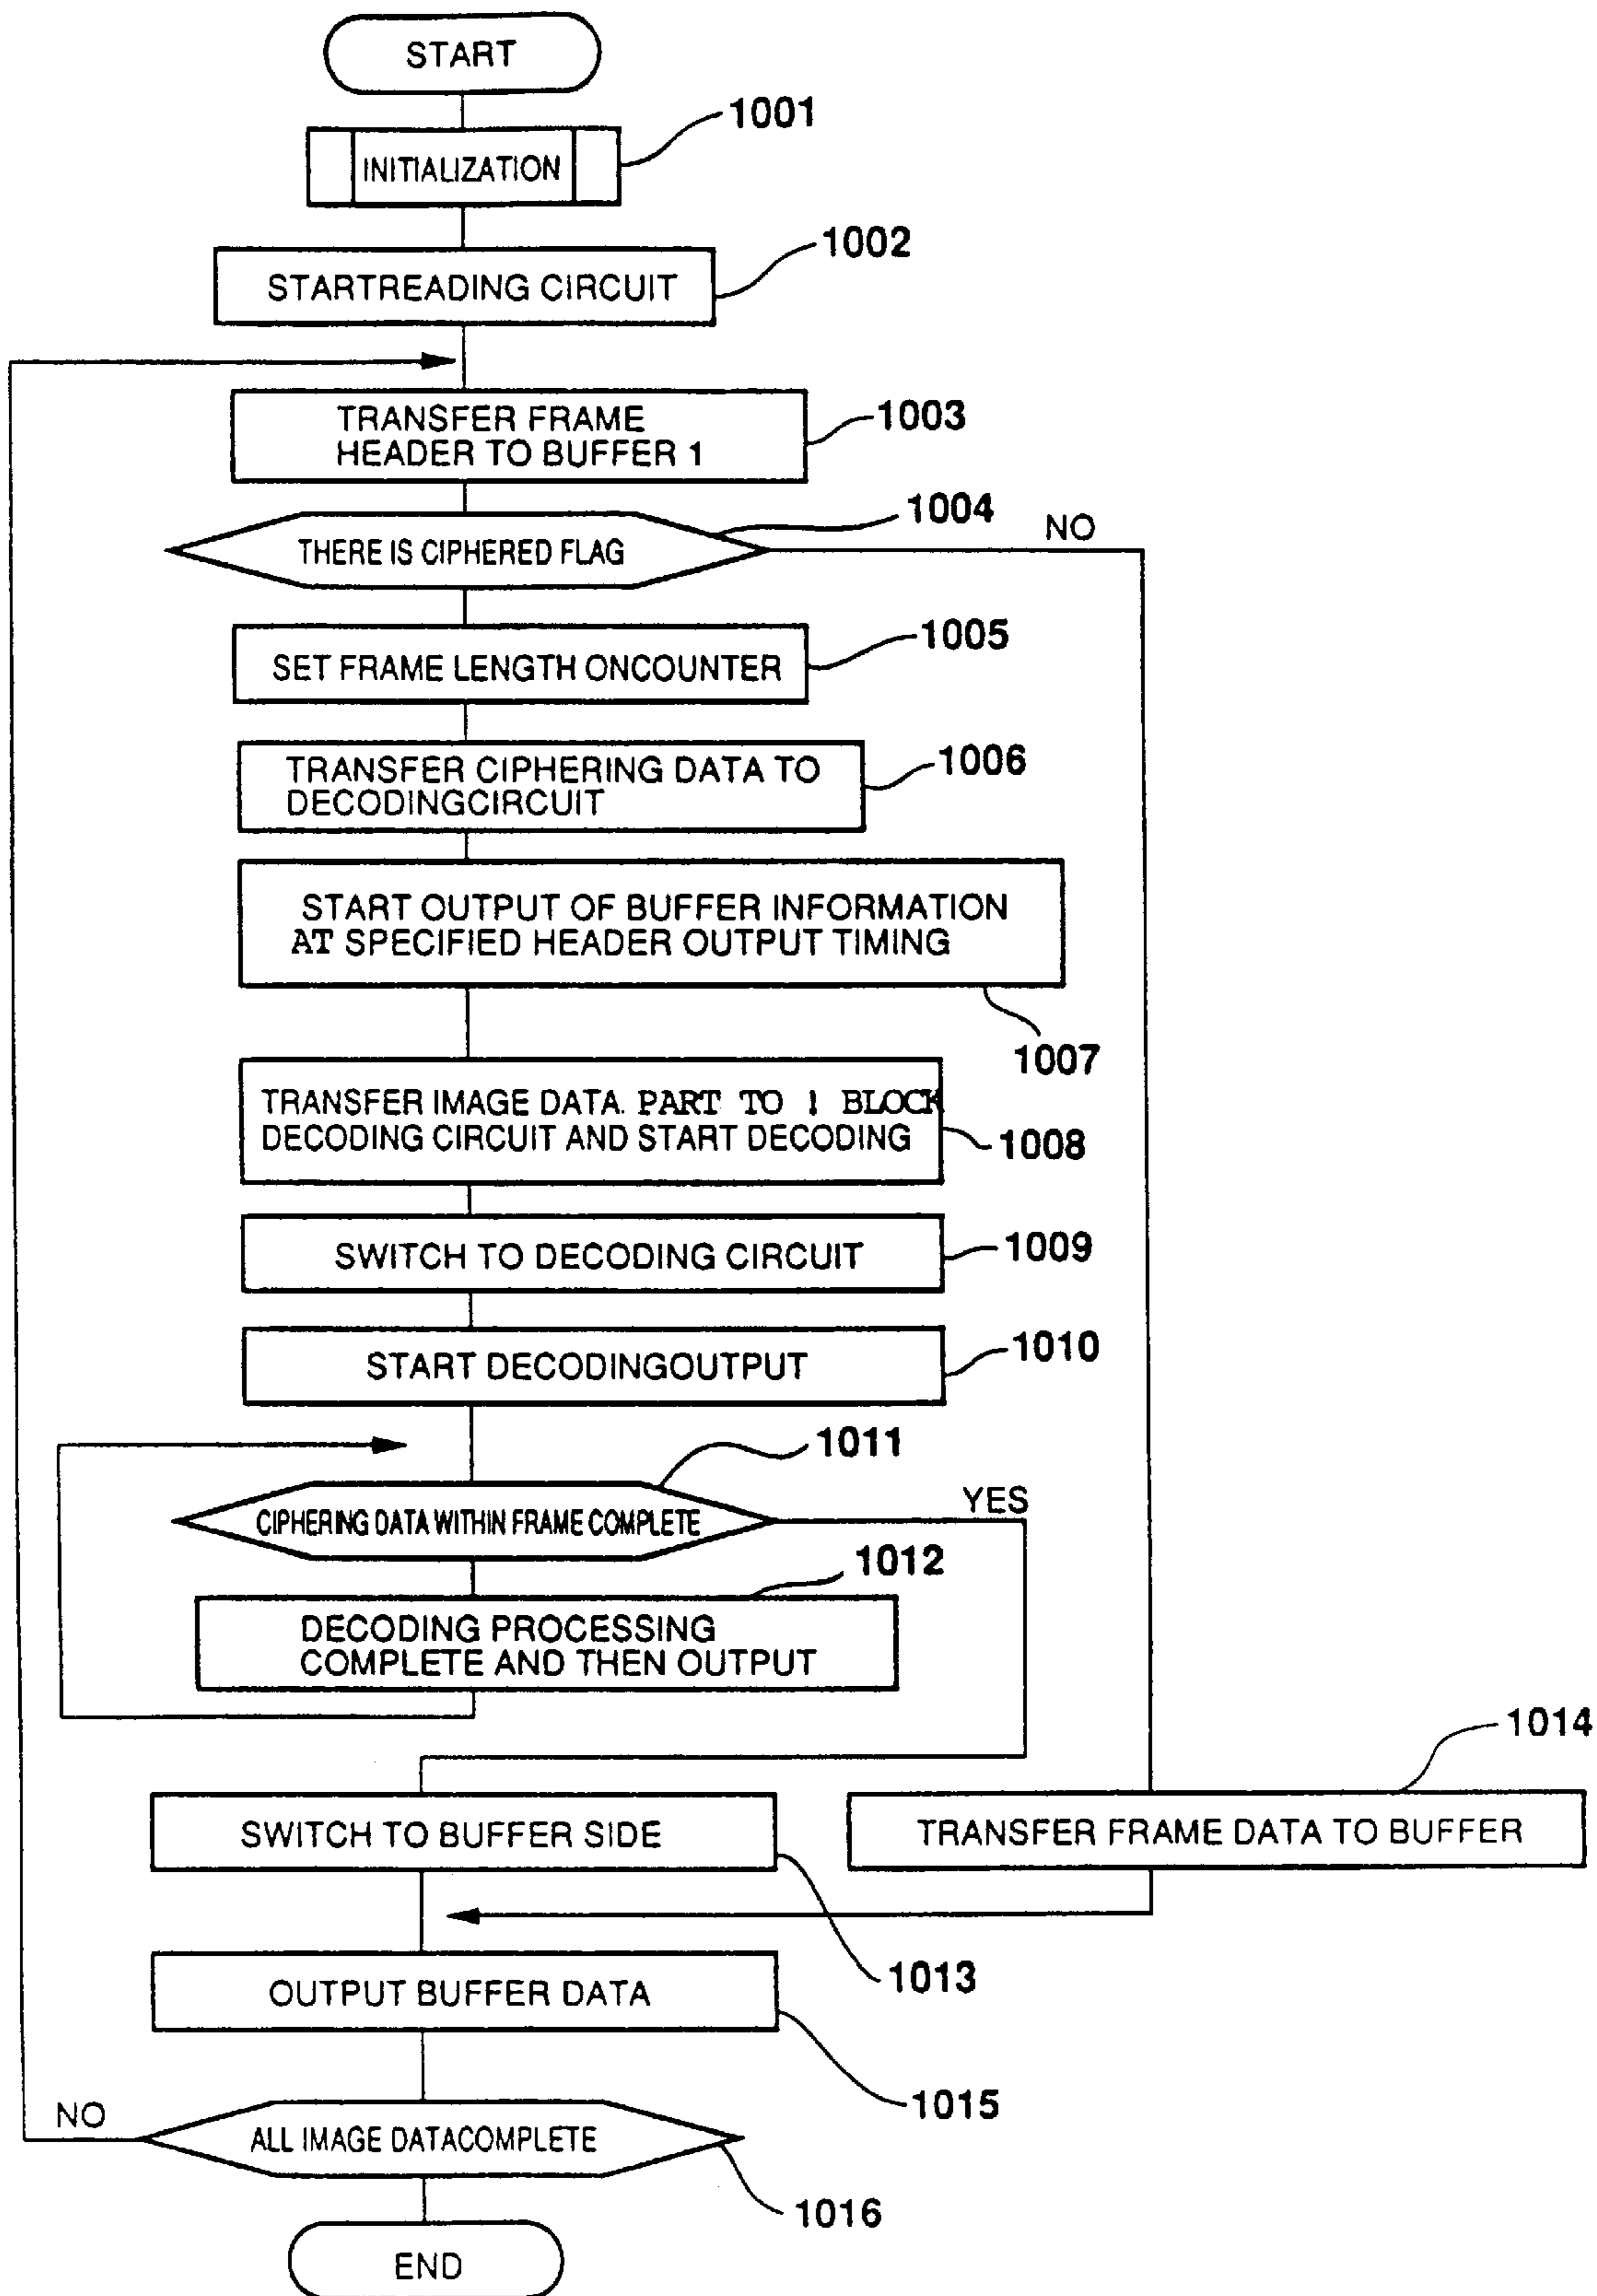 START
1001
INITIALIZATION
1002
STARTREADING CIRCUIT
TRANSFER FRAME
HEADER TO BUFFER 1
1003
1004
NO
THERE IS CIPHERED FLAG
1005
SET FRAME LENGTH ONCOUNTER
1006
TRANSFER CIPHERING DATA TO
DECODINGCIRCUIT
START OUTPUT OF BUFFER INFORMATION
AT SPECIFIED HEADER OUTPUT TIMING
1007
TRANSFER IMAGE DATA. PART TO 1 BLOCK
DECODING CIRCUIT AND START DECODING
1008
SWITCH TO DECODING CIRCUIT
1009
START DECODINGOUTPUT
1010
1011
YES
CIPHERING DATA WITHIN FRAME COMPLETE
1012
DECODING PROCESSING
COMPLETE AND THEN OUTPUT
1014
SWITCH TO BUFFER SIDE
TRANSFER FRAME DATA TO BUFFER
1013
OUTPUT BUFFER DATA
1015
NO
ALL IMAGE DATACOMPLETE
1016
END